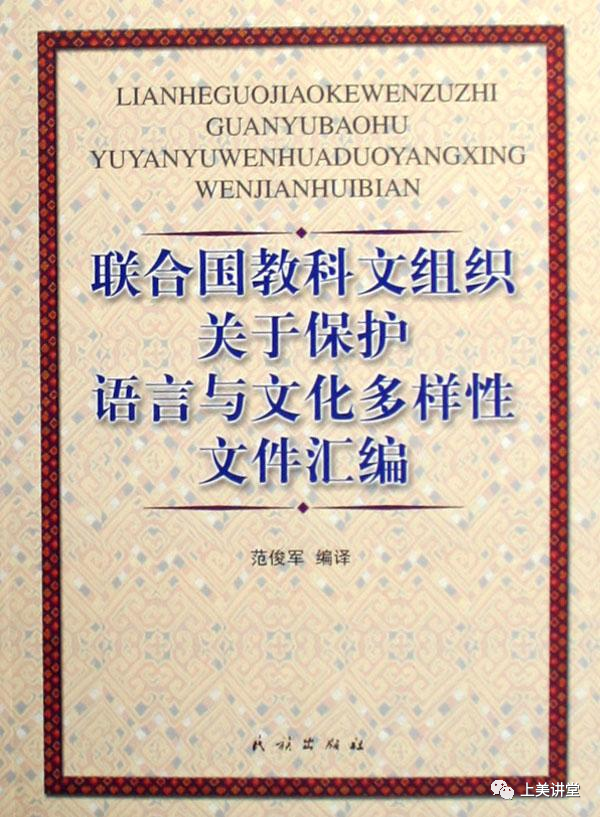 LIANHEGUOJIAOKEWENZUZHI
GUANYUBAOHU
YUYANYUWENHUADUOYANGXING
WENJIANHUIBIAN
联合国教科文组织
关于保护
语言与文化多样性
文件汇编
范俊军 编译
民族出版社
上美讲堂